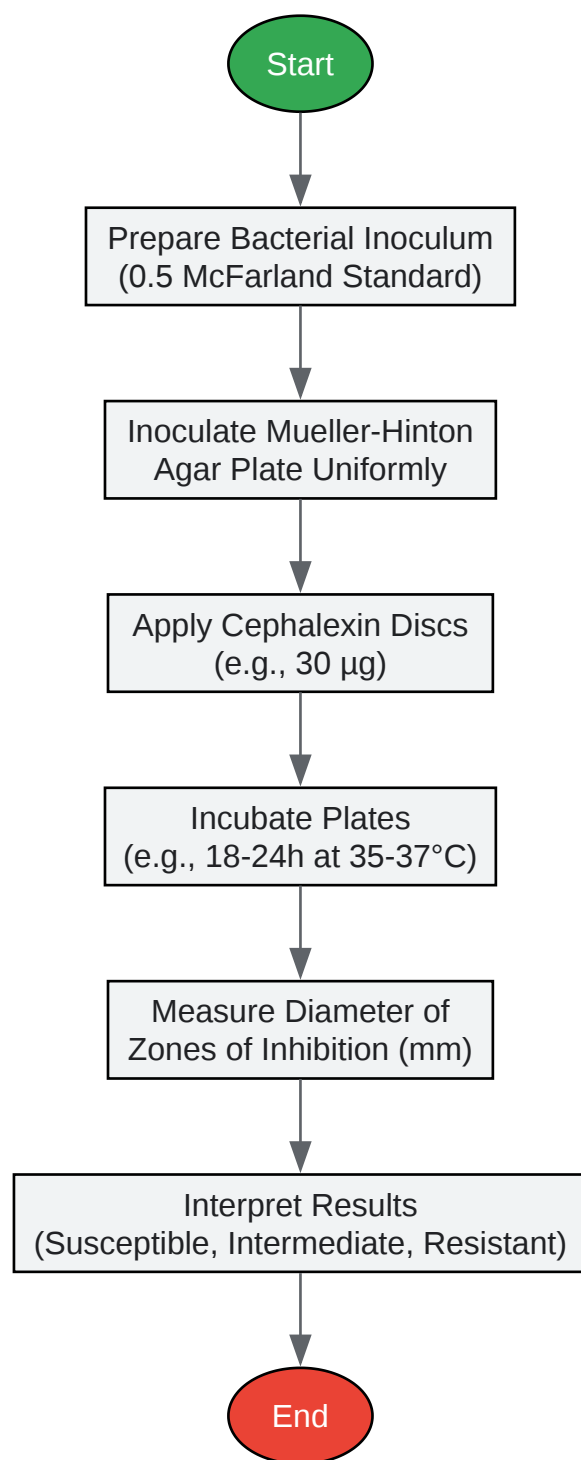 Start
Prepare Bacterial Inoculum
(0.5 McFarland Standard)
Inoculate Mueller-Hinton
Agar Plate Uniformly
Apply Cephalexin Discs
(e.g., 30 µg)
Incubate Plates
(e.g., 18-24h at 35-37°C)
Measure Diameter of
Zones of Inhibition (mm)
Interpret Results
(Susceptible, Intermediate, Resistant)
End